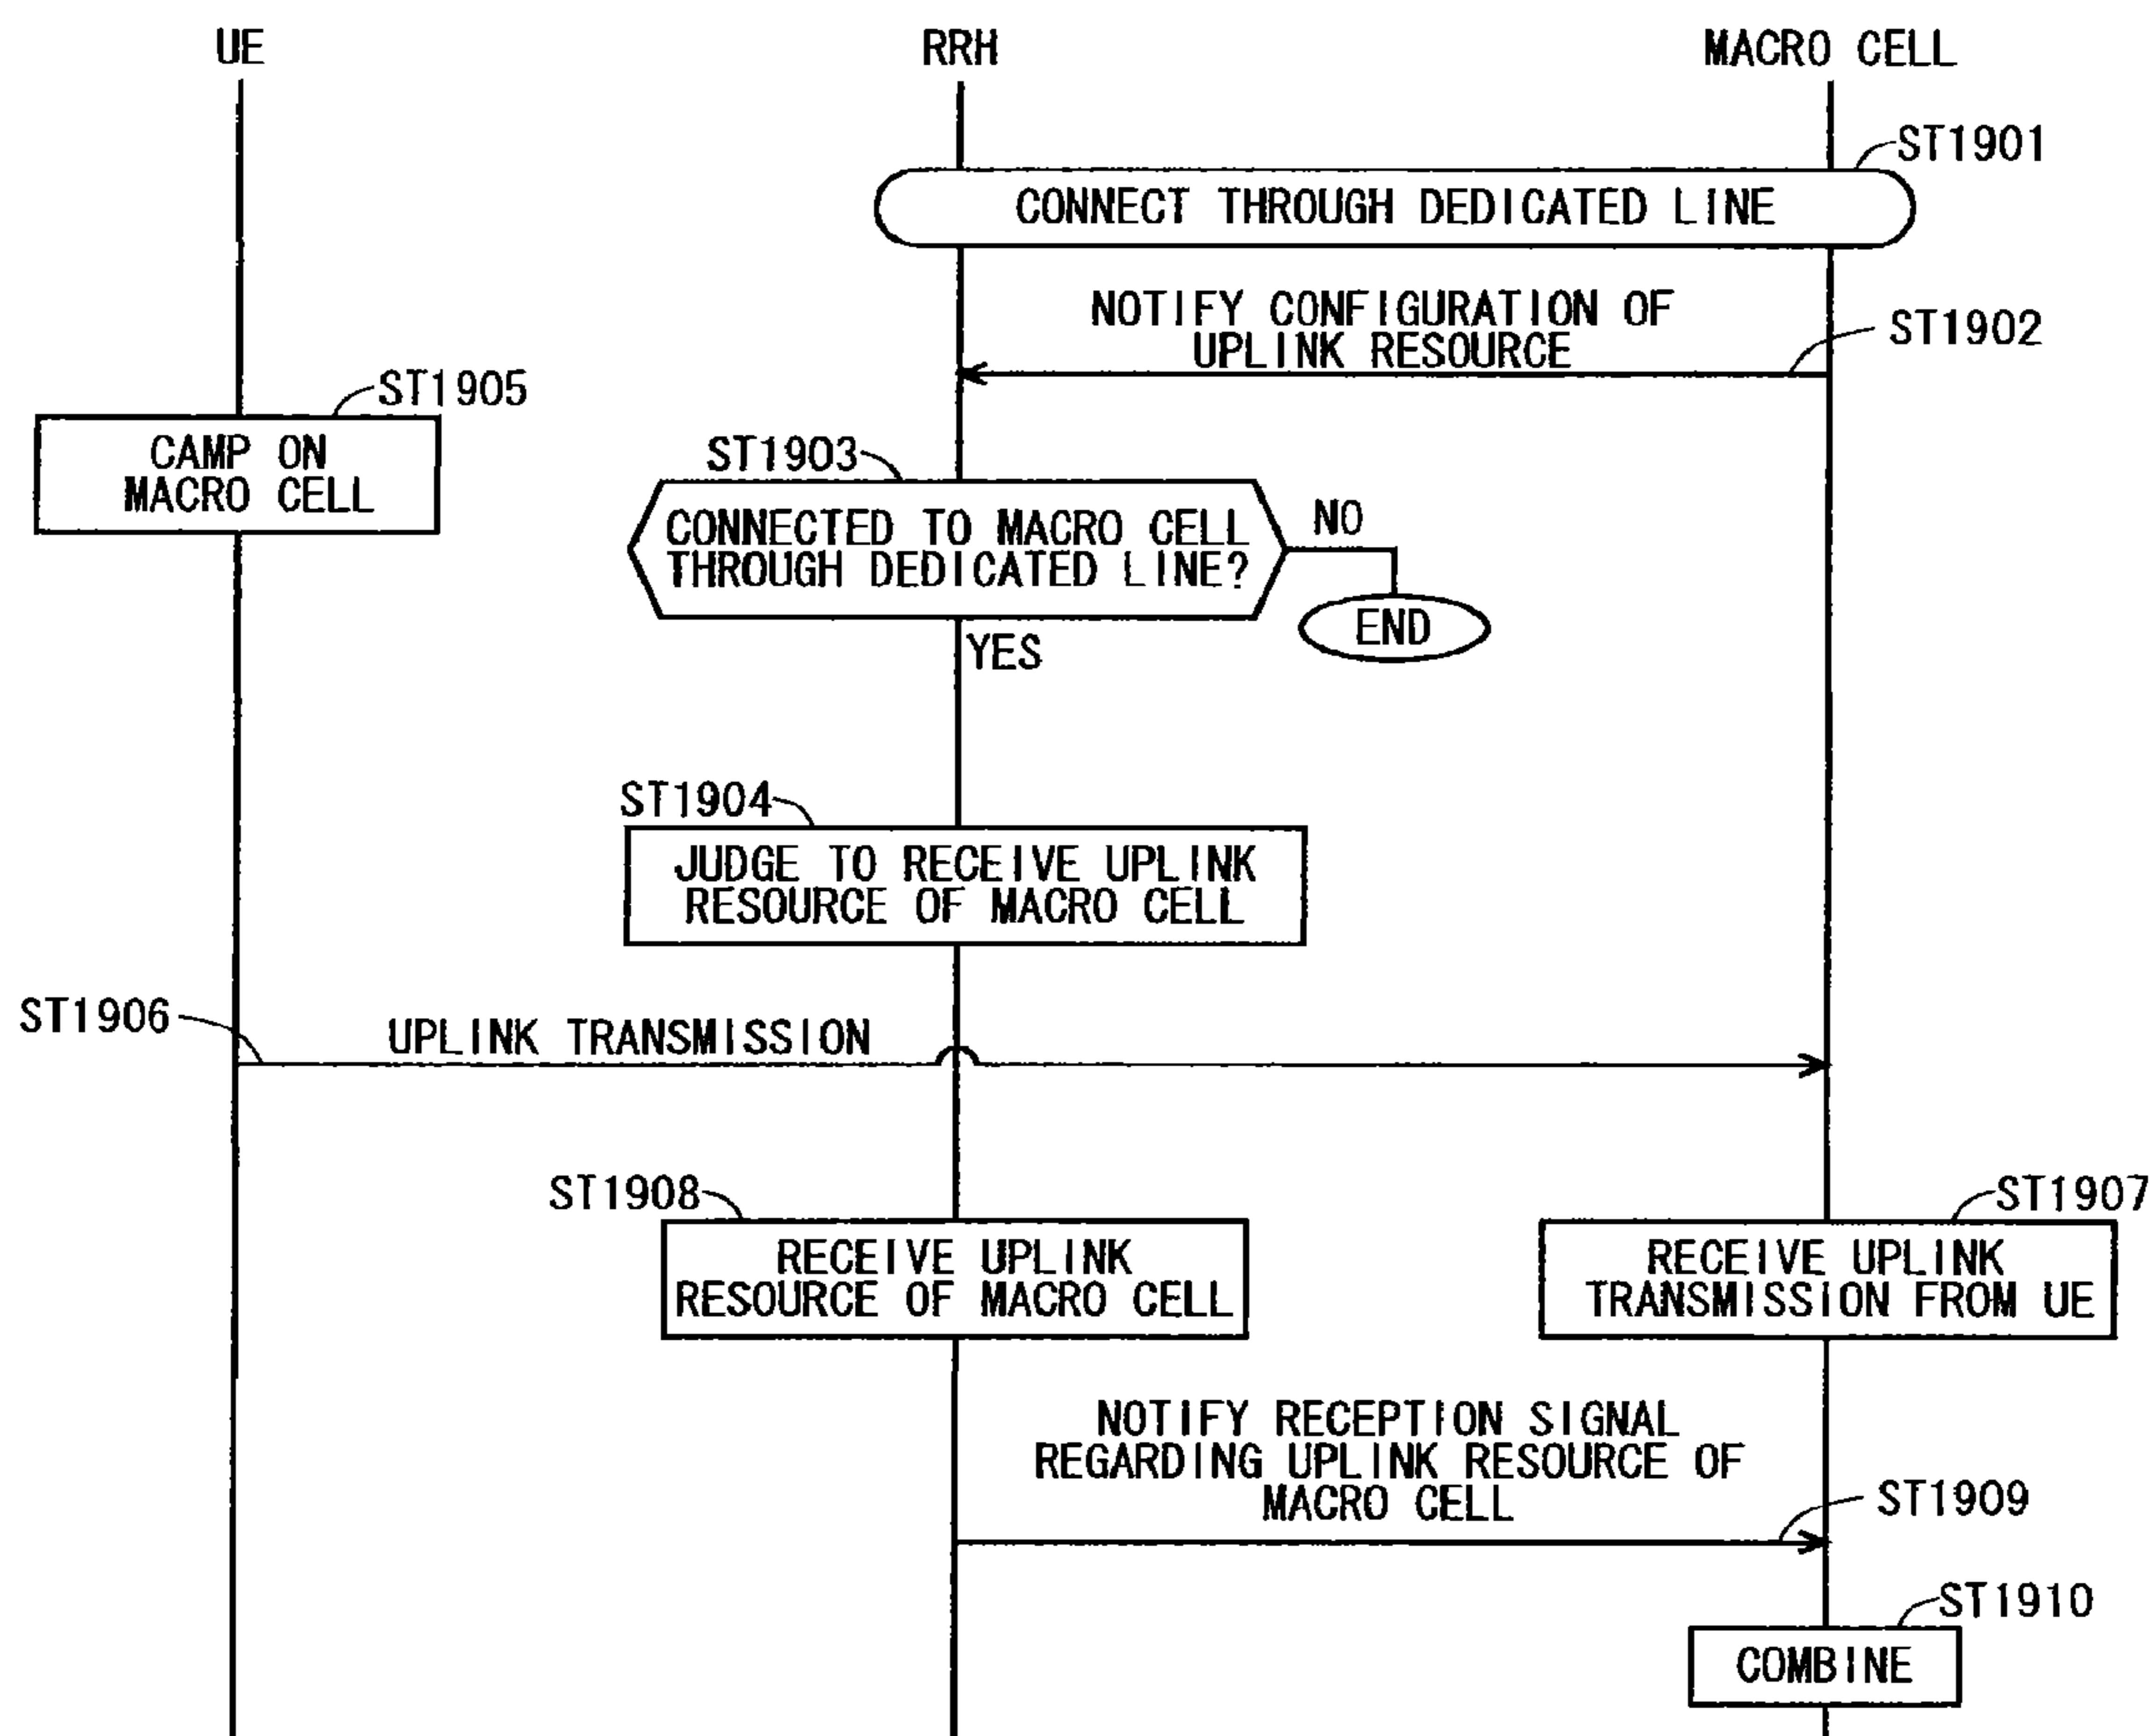 UE
RRH
MACRO CELL
ST1901
CONNECT THROUGH DEDICATED LINE
NOTIFY CONFIGURATION OF
UPLINK RESOURCE
ST1902
ST1905
CAMP ON
MACRO CELL
ST1903
CONNECTED TO MACRO CELL
THROUGH DEDICATED LINE?
NO
END
YES
ST1904
JUDGE TO RECEIVE UPLINK
RESOURCE OF MACRO CELL
ST1906
UPLINK TRANSMISSION
ST1908
RECEIVE UPLINK
RESOURCE OF MACRO CELL
ST1907
RECEIVE UPLINK
TRANSMISSION FROM UE
NOTIFY RECEPTION SIGNAL
REGARDING UPLINK RESOURCE OF
MACRO CELL
ST1909
ST1910
COMBINE